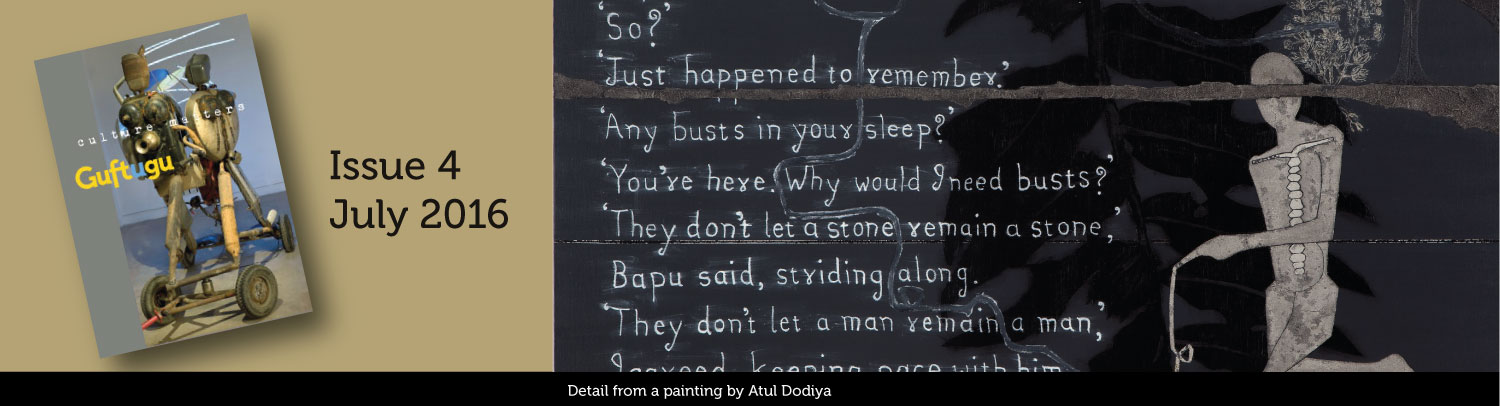 culture matters
Guftugu
Issue 4
July 2016
‘So?’
‘Just happened to remember.’
‘Any busts in your sleep?’
‘You’re here. Why would I need busts?’
‘They don’t let a stone remain a stone,’
Bapu said, striding along.
‘They don’t let a man remain a man,’
I agreed, keeping pace with him
Detail from a painting by Atul Dodiya